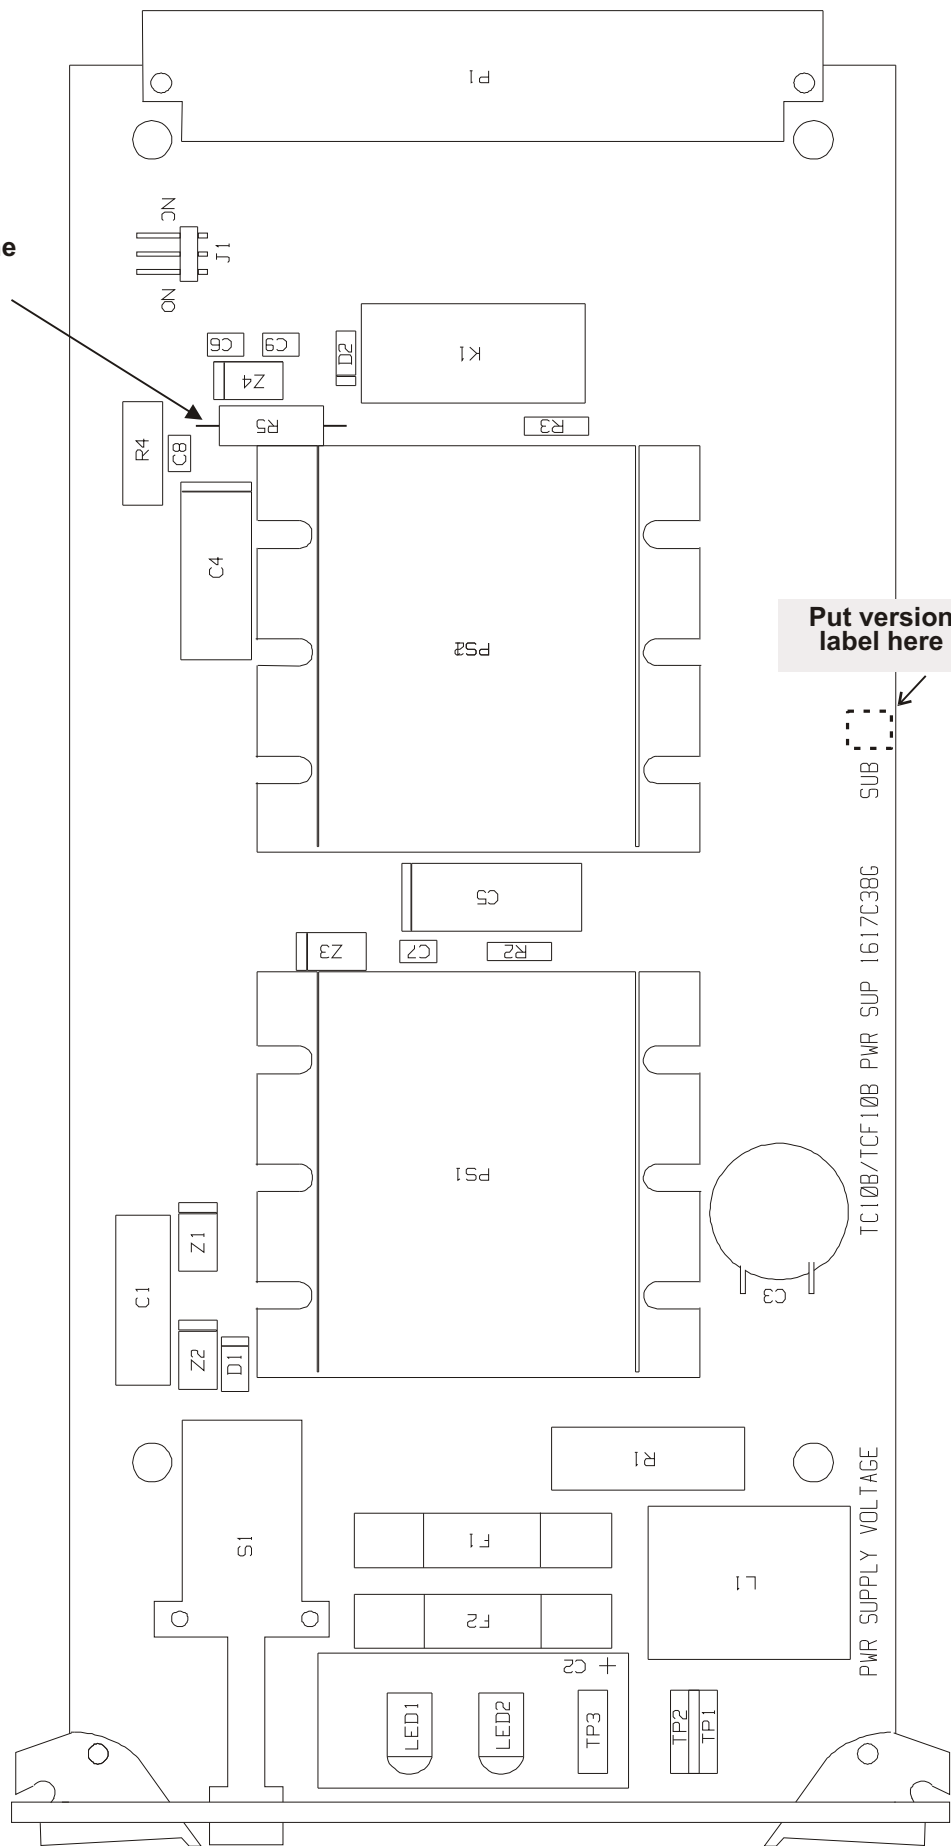 P1
NC
J1
NO
e
C6
C9
D2
K1
Z4
R5
R3
R4
C8
C4
PS2
Put version
label here
SUB
C5
Z3
C7
R2
TC10B/TCF10B PWR SUP 1617C38G
PS1
Z1
C1
C3
Z2
D1
R1
S1
F1
L1
F2
PWR SUPPLY VOLTAGE
C2 +
LED1
LED2
TP3
TP2
TP1